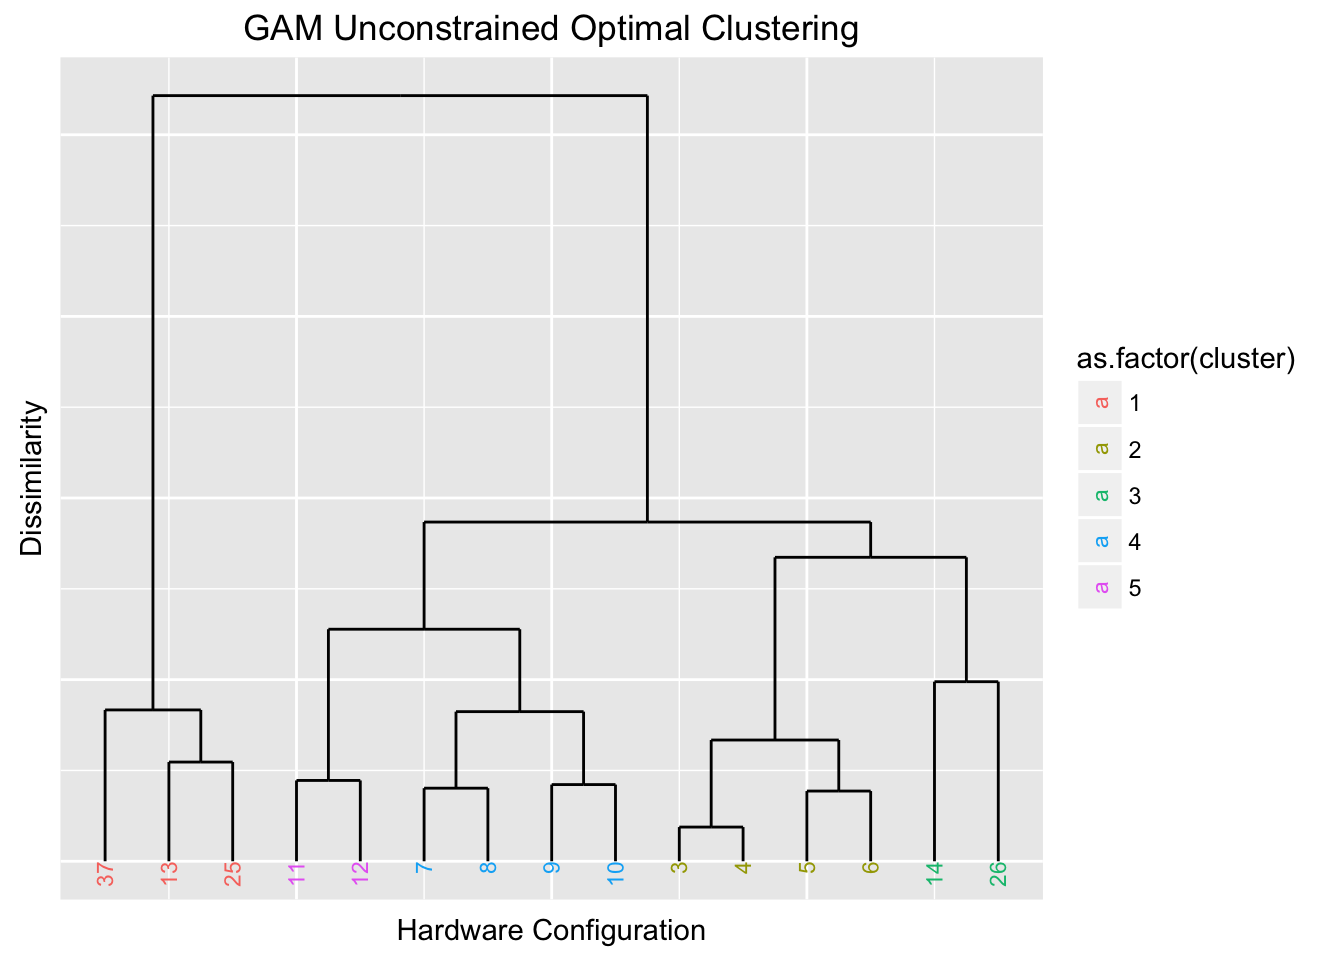 GAM Unconstrained Optimal Clustering
Dissimilarity
37 13 25 11 12 7 8 9 10 3 4 5 6 14 26
Hardware Configuration
as.factor(cluster)
a 1
a 2
a 3
a 4
a 5